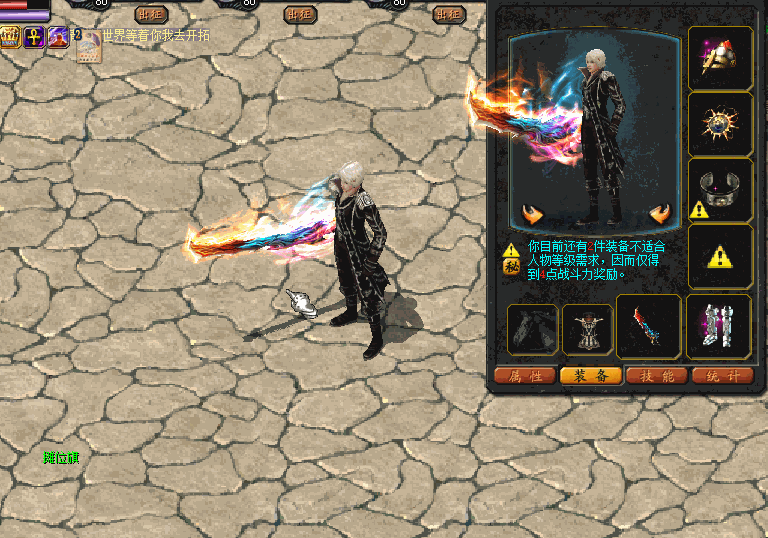 80
80
80
出征
出征
出征
2
世界等着你我去开拓
你目前还有2件装备不适合
人物等级需求，因而仅得
到4点战斗力奖励。
秘
属性
装备
技能
统计
摊位旗